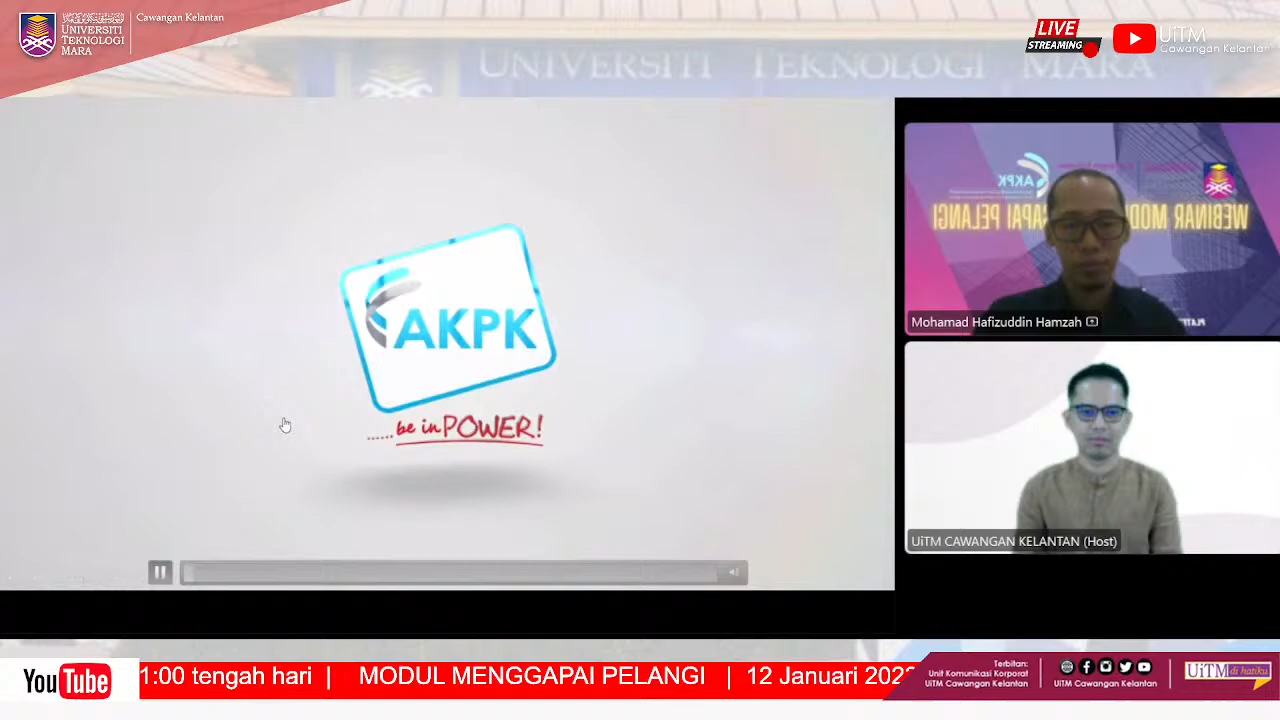 UNIVERSITI
TEKNOLOGI
MARA
Cawangan Kelantan
UNIVERSITI TEKNOLOGI MARA
LIVE
STREAMING
UiTM
Cawangan Kelantan
AKPK
......be in POWER!
AKPK
WEBINAR MODU
APAI PELANGI
Mohamad Hafizuddin Hamzah
UiTM CAWANGAN KELANTAN (Host)
YouTube
1:00 tengah hari | MODUL MENGGAPAI PELANGI | 12 Januari 202
Terbitan:
Unit Komunikasi Korporat
UiTM Cawangan Kelantan
UiTM Cawangan Kelantan
UiTM di hatiku